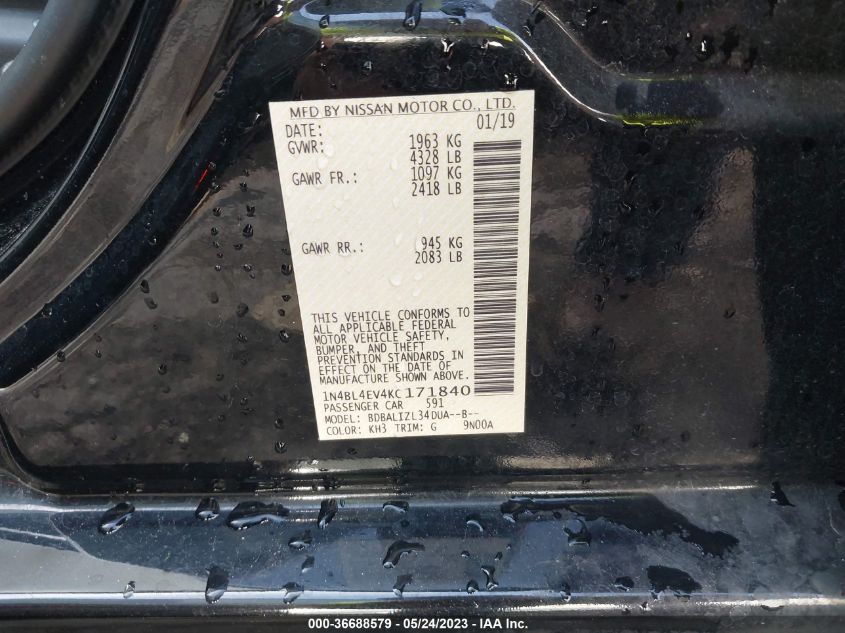 MFD BY NISSAN MOTOR CO., LTD.
DATE: 01/19
GVWR: 1963 KG
4328 LB
GAWR FR.: 1097 KG
2418 LB
GAWR RR.: 945 KG
2083 LB
THIS VEHICLE CONFORMS TO
ALL APPLICABLE FEDERAL
MOTOR VEHICLE SAFETY,
BUMPER, AND THEFT
PREVENTION STANDARDS IN
EFFECT ON THE DATE OF
MANUFACTURE SHOWN ABOVE.
1N4BL4EV4KC171840
PASSENGER CAR 591
MODEL: BDBALIZL34DUA--B--
COLOR: KH3 TRIM: G 9N00A
000-36688579 - 05/24/2023 - IAA Inc.